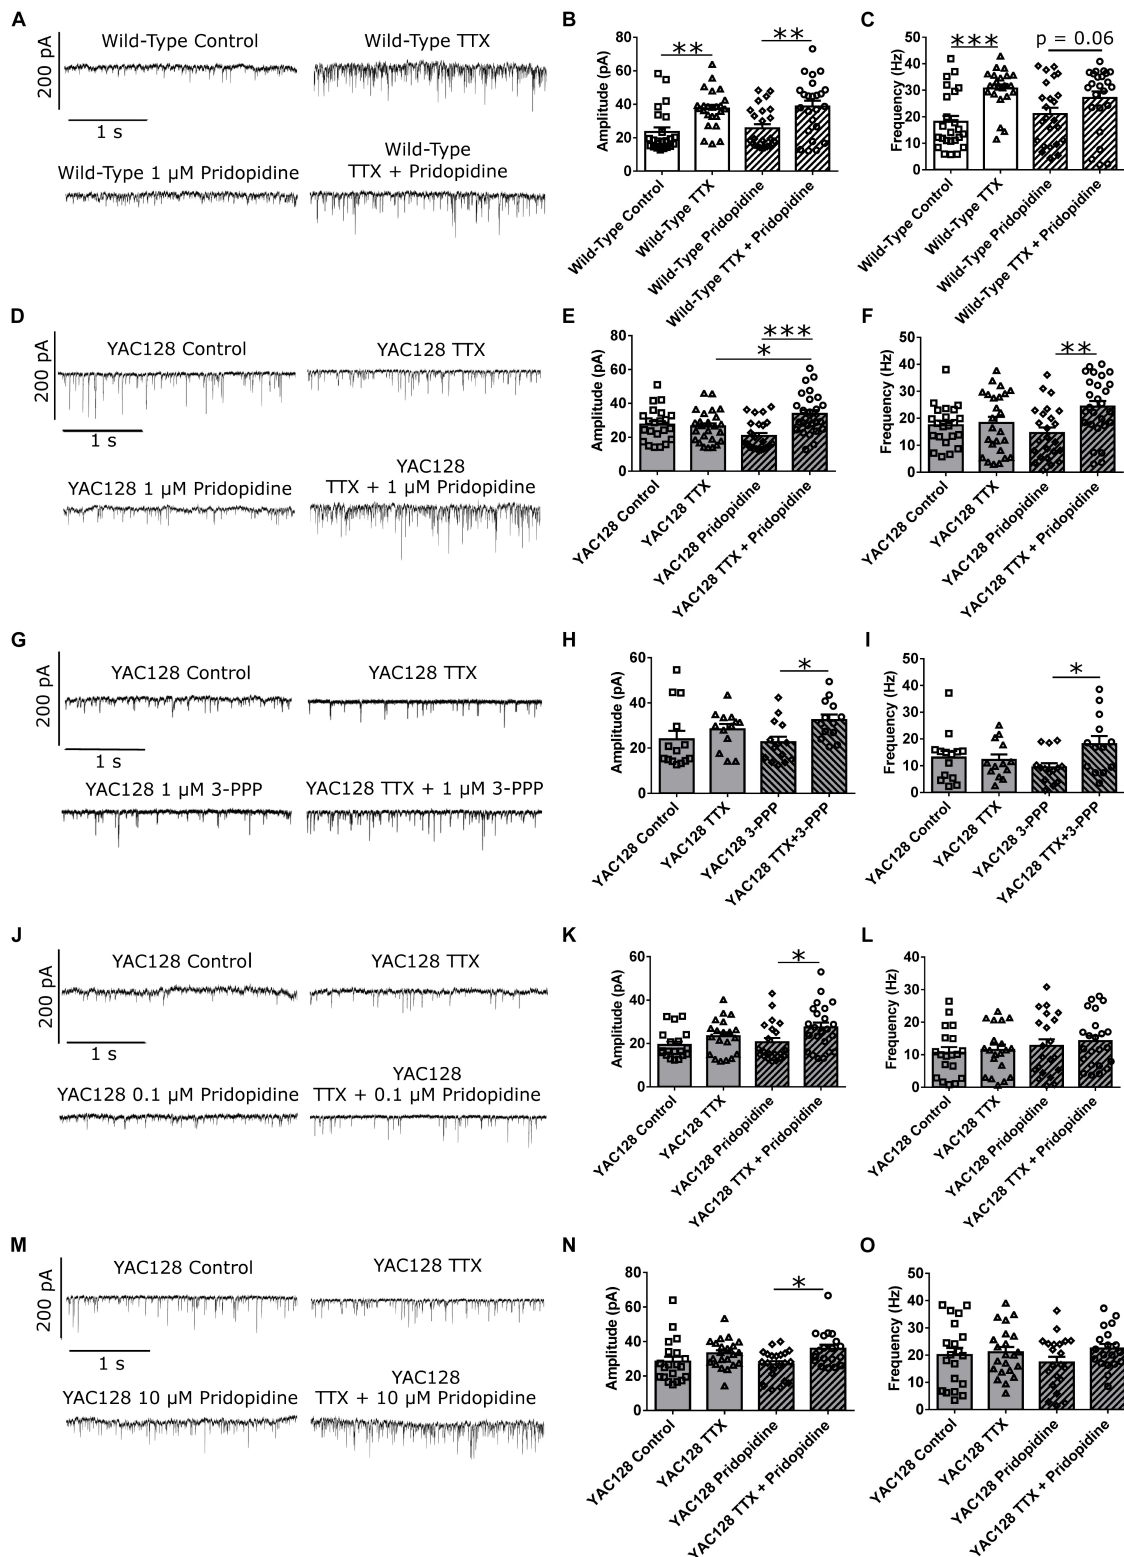 A
200 pA
Wild-Type Control
Wild-Type TTX
1 s
Wild-Type 1 µM Pridopidine
Wild-Type
TTX + Pridopidine
B
Amplitude (pA)
80
60
40
20
0
**
**
Wild-Type Control
Wild-Type TTX
Wild-Type Pridopidine
Wild-Type TTX + Pridopidine
C
Frequency (Hz)
50
40
30
20
10
0
***
p = 0.06
Wild-Type Control
Wild-Type TTX
Wild-Type Pridopidine
Wild-Type TTX + Pridopidine
D
200 pA
YAC128 Control
YAC128 TTX
1 s
YAC128 1 µM Pridopidine
YAC128
TTX + 1 µM Pridopidine
E
Amplitude (pA)
80
60
40
20
0
***
*
YAC128 Control
YAC128 TTX
YAC128 Pridopidine
YAC128 TTX + Pridopidine
F
Frequency (Hz)
50
40
30
20
10
0
**
YAC128 Control
YAC128 TTX
YAC128 Pridopidine
YAC128 TTX + Pridopidine
G
200 pA
YAC128 Control
YAC128 TTX
1 s
YAC128 1 µM 3-PPP
YAC128 TTX + 1 µM 3-PPP
H
Amplitude (pA)
60
40
20
0
*
YAC128 Control
YAC128 TTX
YAC128 3-PPP
YAC128 TTX+3-PPP
I
Frequency (Hz)
50
40
30
20
10
0
*
YAC128 Control
YAC128 TTX
YAC128 3-PPP
YAC128 TTX+3-PPP
J
200 pA
YAC128 Control
YAC128 TTX
1 s
YAC128 0.1 µM Pridopidine
YAC128
TTX + 0.1 µM Pridopidine
K
Amplitude (pA)
60
40
20
0
*
YAC128 Control
YAC128 TTX
YAC128 Pridopidine
YAC128 TTX + Pridopidine
L
Frequency (Hz)
40
30
20
10
0
YAC128 Control
YAC128 TTX
YAC128 Pridopidine
YAC128 TTX + Pridopidine
M
200 pA
YAC128 Control
YAC128 TTX
1 s
YAC128 10 µM Pridopidine
YAC128
TTX + 10 µM Pridopidine
N
Amplitude (pA)
80
60
40
20
0
*
YAC128 Control
YAC128 TTX
YAC128 Pridopidine
YAC128 TTX + Pridopidine
O
Frequency (Hz)
50
40
30
20
10
0
YAC128 Control
YAC128 TTX
YAC128 Pridopidine
YAC128 TTX + Pridopidine